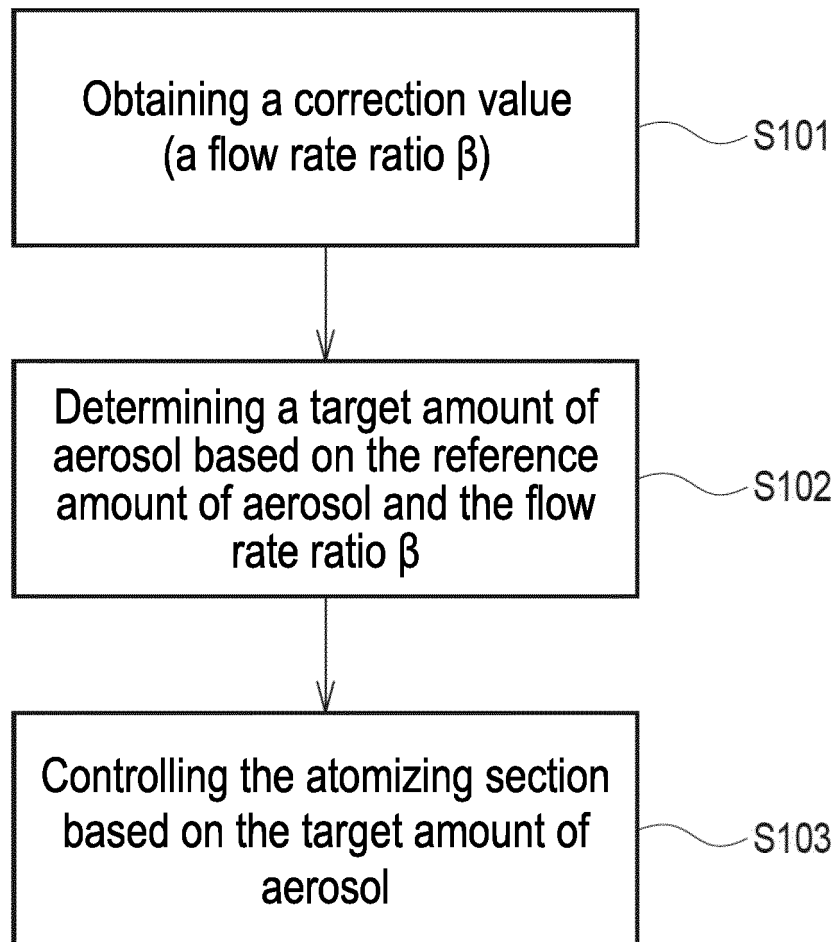 Obtaining a correction value
(a flow rate ratio β)
S101
Determining a target amount of
aerosol based on the reference
amount of aerosol and the flow
rate ratio β
S102
Controlling the atomizing section
based on the target amount of
aerosol
S103